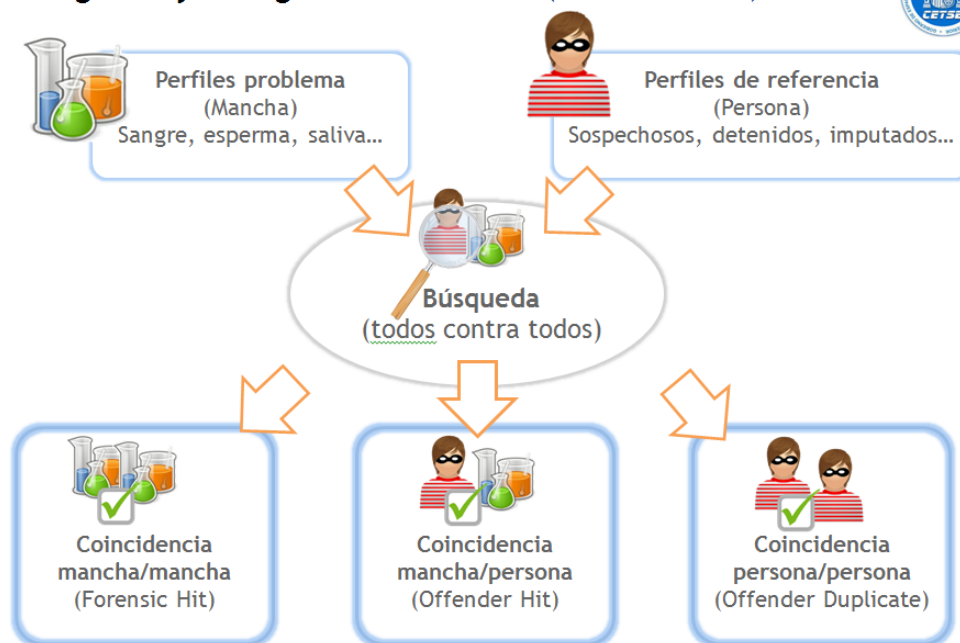 Perfiles problema
(Mancha)
Sangre, esperma, saliva...
Perfiles de referencia
(Persona)
Sospechosos, detenidos, imputados...
CETSE
Búsqueda
(todos contra todos)
Coincidencia
mancha/mancha
(Forensic Hit)
Coincidencia
mancha/persona
(Offender Hit)
Coincidencia
persona/persona
(Offender Duplicate)